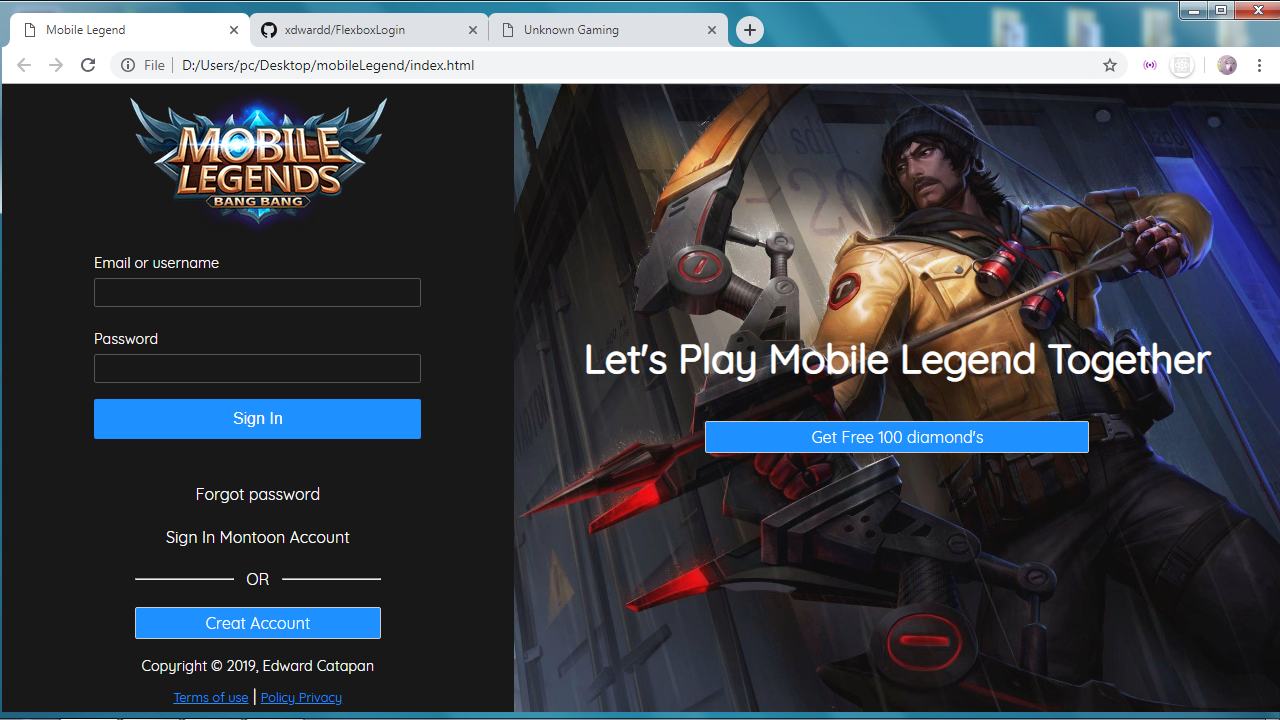 Mobile Legend
xdwardd/FlexboxLogin
Unknown Gaming
File
D:/Users/pc/Desktop/mobileLegend/index.html
MOBILE
LEGENDS
BANG BANG
Email or username
Password
Sign In
Forgot password
Sign In Montoon Account
OR
Creat Account
Copyright © 2019, Edward Catapan
Terms of use | Policy Privacy
Let's Play Mobile Legend Together
Get Free 100 diamond's